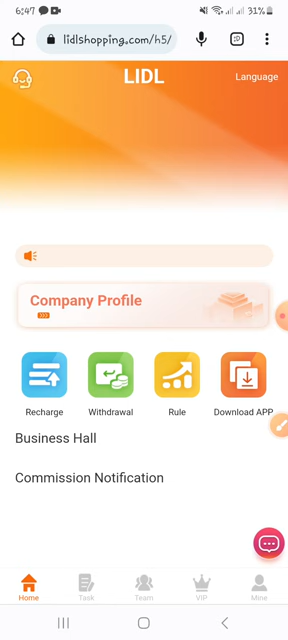 6:47
31%
lidlshopping.com/h5/
:D
LIDL
Language
Company Profile
Recharge
Withdrawal
Rule
Download APP
Business Hall
Commission Notification
Home
Task
Team
VIP
Mine